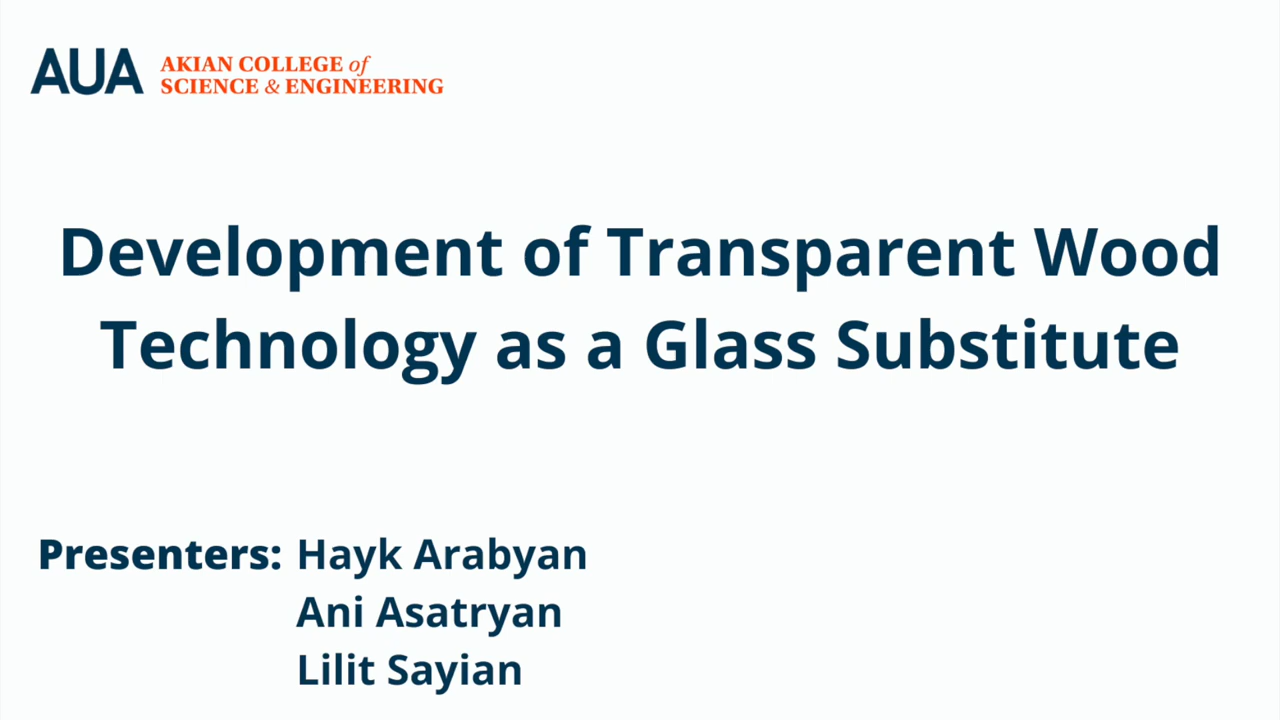 AUA
AKIAN COLLEGE of
SCIENCE & ENGINEERING
Development of Transparent Wood
Technology as a Glass Substitute
Presenters: Hayk Arabyan
Ani Asatryan
Lilit Sayian